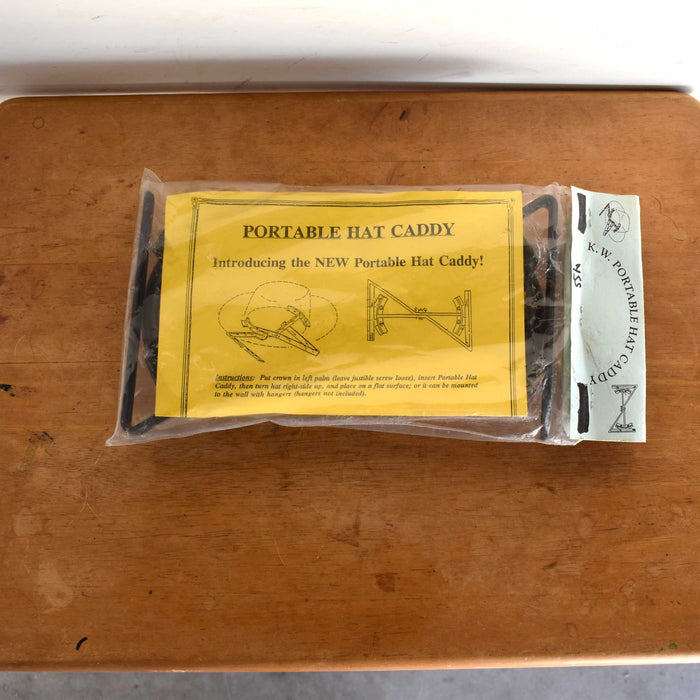 PORTABLE HAT CADDY
Introducing the NEW Portable Hat Caddy!
Instructions: Put crown in left palm (leave justible screw loose), insert Portable Hat
Caddy, then turn hat right-side up, and place on a flat surface; or it can be mounted
to the wall with hangers (hangers not included).
K. W. PORTABLE HAT CADDY